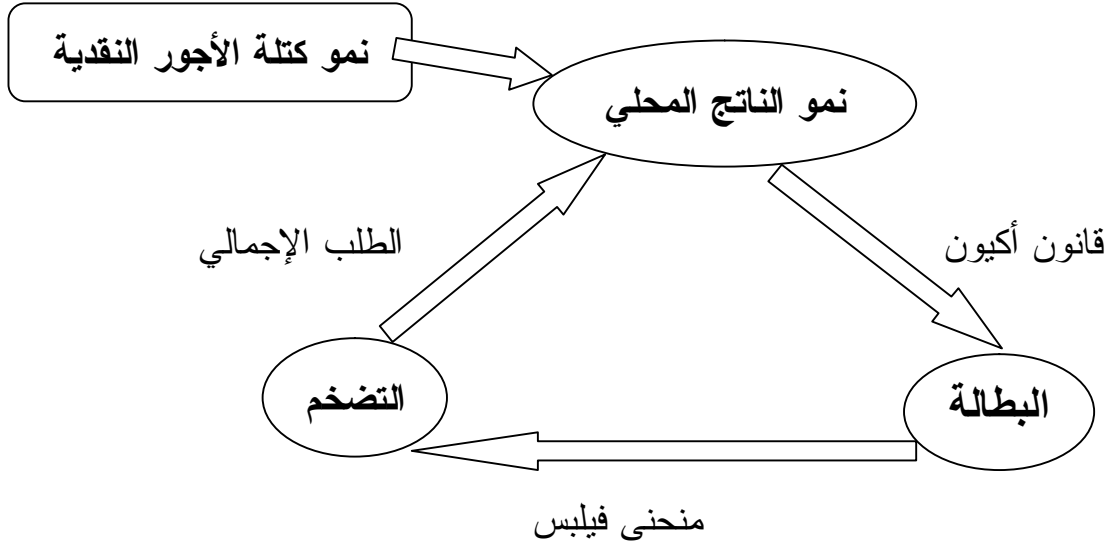 نمو كتلة الأجور النقدية
نمو الناتج المحلي
الطلب الإجمالي
قانون أكيون
التضخم
البطالة
منحنى فيلبس